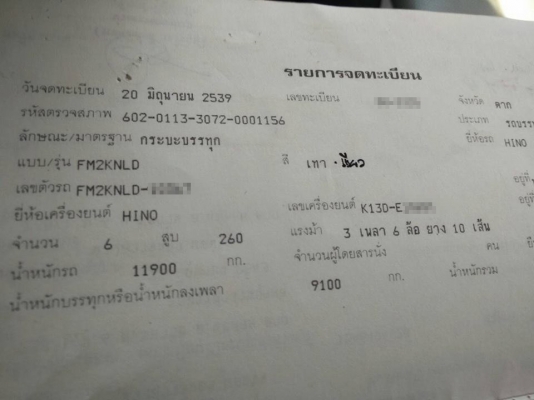 รายการจดทะเบียน
วันจดทะเบียน 20 มิถุนายน 2539 เลขทะเบียน จังหวัด ตาก
รหัสตรวจสภาพ 602-0113-3072-0001156 ประเภท รถบรรท
ลักษณะ/มาตรฐาน กระบะบรรทุก ยี่ห้อรถ HINO
แบบ/รุ่น FM2KNLD สี เทา
เลขตัวรถ FM2KNLD- อยู่ที่
ยี่ห้อเครื่องยนต์ HINO เลขเครื่องยนต์ K13D-E อยู่ที่
จำนวน 6 สูบ 260 แรงม้า 3 เพลา 6 ล้อ ยาง 10 เส้น
น้ำหนักรถ 11900 กก. จำนวนผู้โดยสารนั่ง คน
น้ำหนักบรรทุกหรือน้ำหนักลงเพลา 9100 กก. น้ำหนักรวม